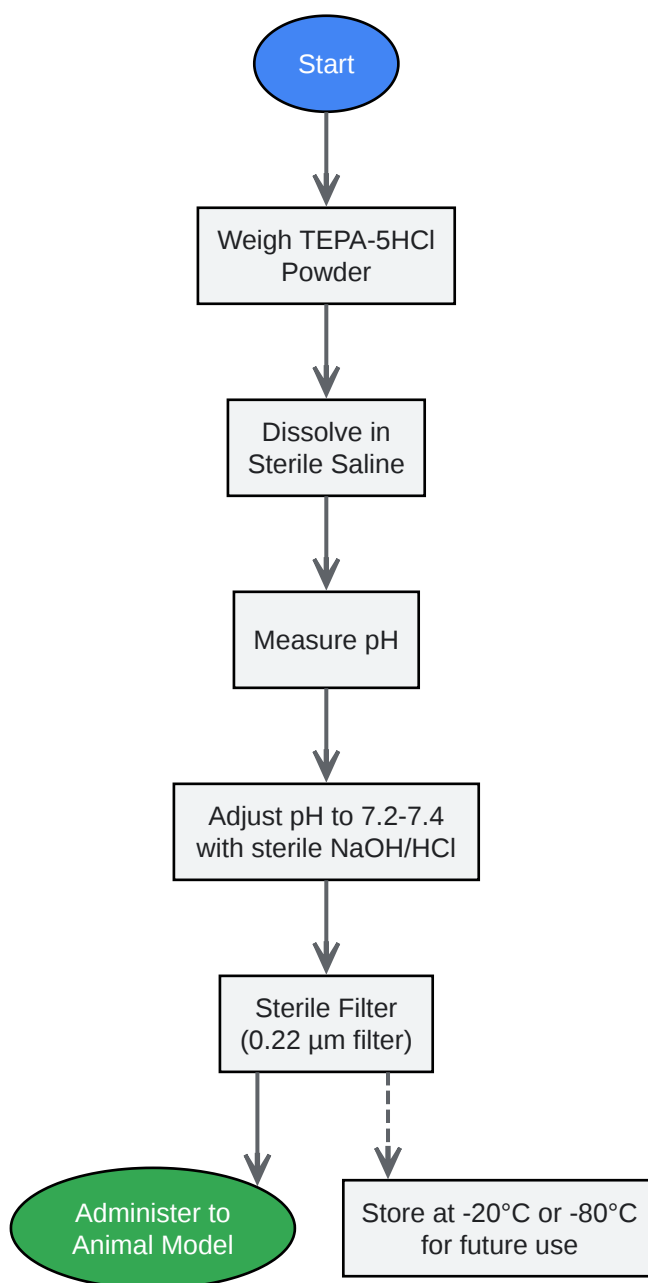 Start
Weigh TEPA-5HCl
Powder
Dissolve in
Sterile Saline
Measure pH
Adjust pH to 7.2-7.4
with sterile NaOH/HCl
Sterile Filter
(0.22 µm filter)
Administer to
Animal Model
Store at -20°C or -80°C
for future use